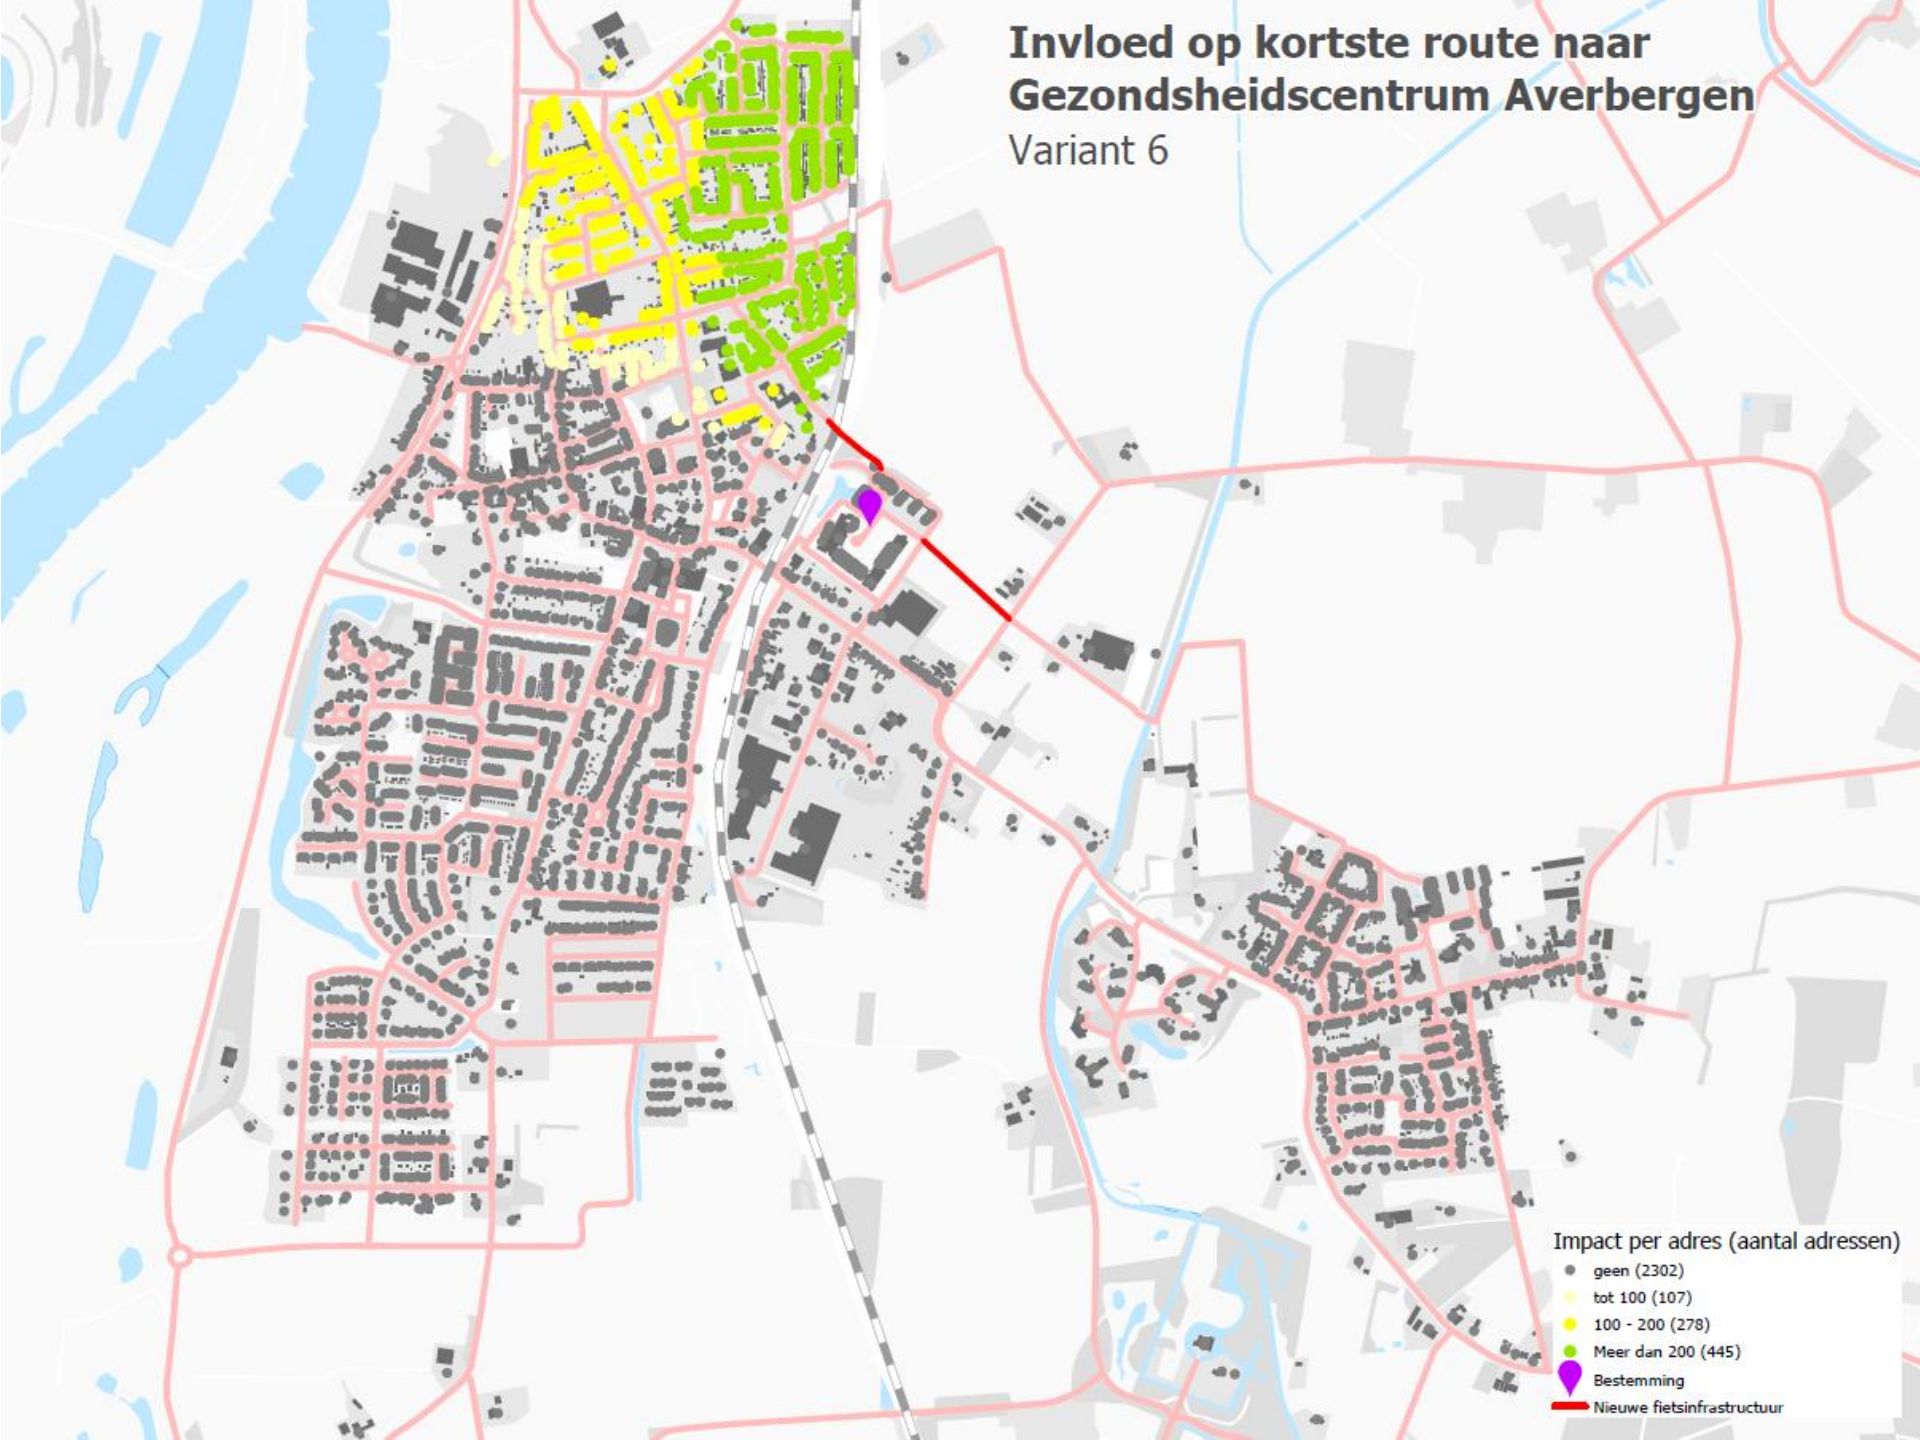 Invloed op kortste route naar
Gezondsheidscentrum Averbergen
Variant 6
Impact per adres (aantal adressen)
geen (2302)
tot 100 (107)
100 - 200 (278)
Meer dan 200 (445)
Bestemming
Nieuwe fietsinfrastructuur